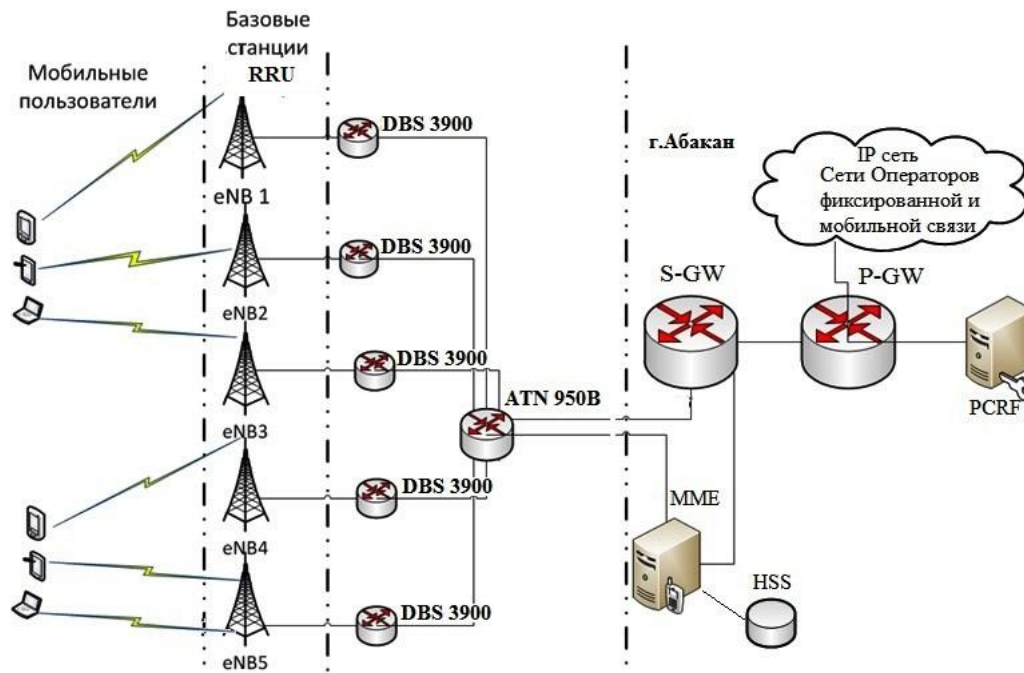 Базовые
станции
RRU
Мобильные
пользователи
DBS 3900
eNB 1
DBS 3900
eNB2
DBS 3900
eNB3
DBS 3900
eNB4
DBS 3900
eNB5
ATN 950B
г.Абакан
IP сеть
Сети Операторов
фиксированной и
мобильной связи
S-GW
P-GW
PCRF
MME
HSS